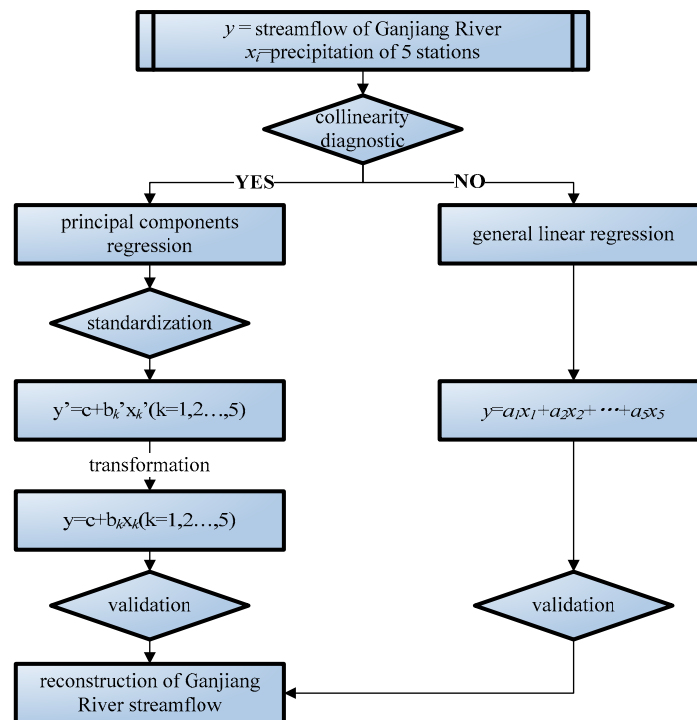 y = streamflow of Ganjiang River
xi=precipitation of 5 stations
collinearity
diagnostic
YES
NO
principal components
regression
general linear regression
standardization
y’=c+bk’xk’(k=1,2…,5)
y=a1x1+a2x2+…+a5x5
transformation
y=c+bkxk(k=1,2…,5)
validation
validation
reconstruction of Ganjiang
River streamflow